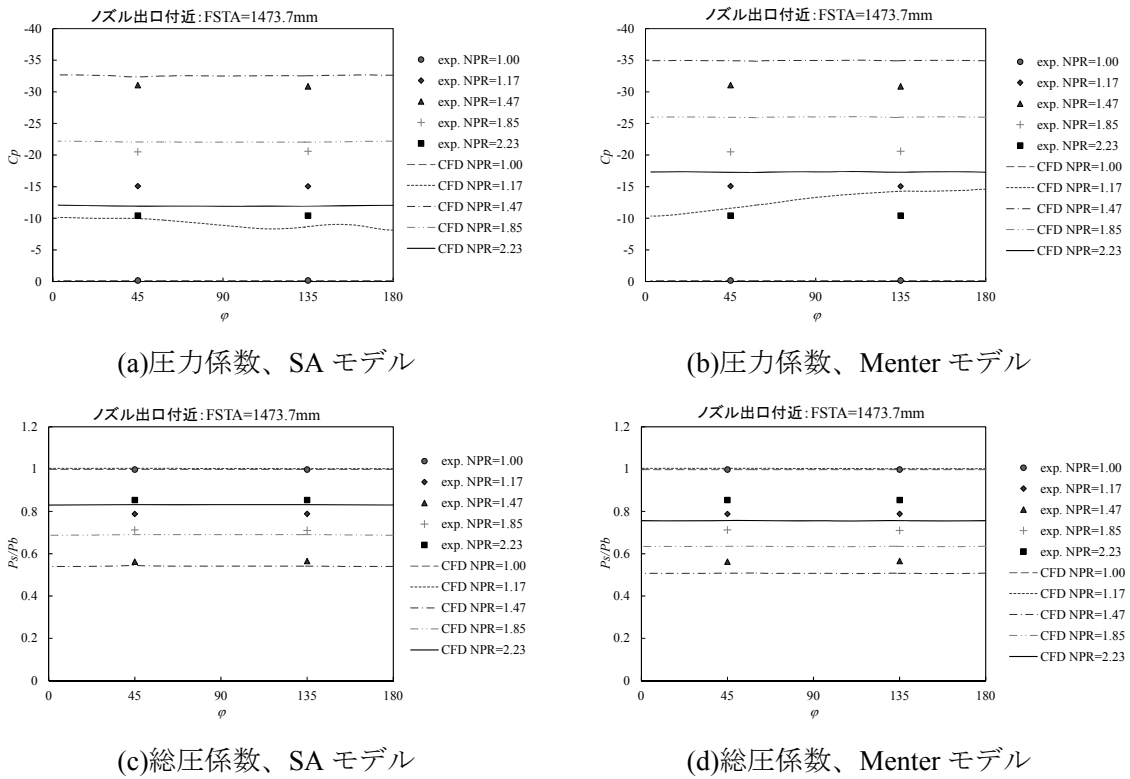 ノズル出口付近:FSTA=1473.7mm
-40
-35
-30
-25
-20
-15
-10
-5
0
Cp
0 45 90 135 180
φ
exp. NPR=1.00
exp. NPR=1.17
exp. NPR=1.47
exp. NPR=1.85
exp. NPR=2.23
CFD NPR=1.00
CFD NPR=1.17
CFD NPR=1.47
CFD NPR=1.85
CFD NPR=2.23
(a)圧力係数、SA モデル
ノズル出口付近:FSTA=1473.7mm
-40
-35
-30
-25
-20
-15
-10
-5
0
Cp
0 45 90 135 180
φ
exp. NPR=1.00
exp. NPR=1.17
exp. NPR=1.47
exp. NPR=1.85
exp. NPR=2.23
CFD NPR=1.00
CFD NPR=1.17
CFD NPR=1.47
CFD NPR=1.85
CFD NPR=2.23
(b)圧力係数、Menter モデル
ノズル出口付近:FSTA=1473.7mm
1
0.8
0.6
0.4
0.2
0
Ps/Pb
0 45 90 135 180
φ
exp. NPR=1.00
exp. NPR=1.17
exp. NPR=1.47
exp. NPR=1.85
exp. NPR=2.23
CFD NPR=1.00
CFD NPR=1.17
CFD NPR=1.47
CFD NPR=1.85
CFD NPR=2.23
(c)総圧係数、SA モデル
ノズル出口付近:FSTA=1473.7mm
1
0.8
0.6
0.4
0.2
0
Ps/Pb
0 45 90 135 180
φ
exp. NPR=1.00
exp. NPR=1.17
exp. NPR=1.47
exp. NPR=1.85
exp. NPR=2.23
CFD NPR=1.00
CFD NPR=1.17
CFD NPR=1.47
CFD NPR=1.85
CFD NPR=2.23
(d)総圧係数、Menter モデル